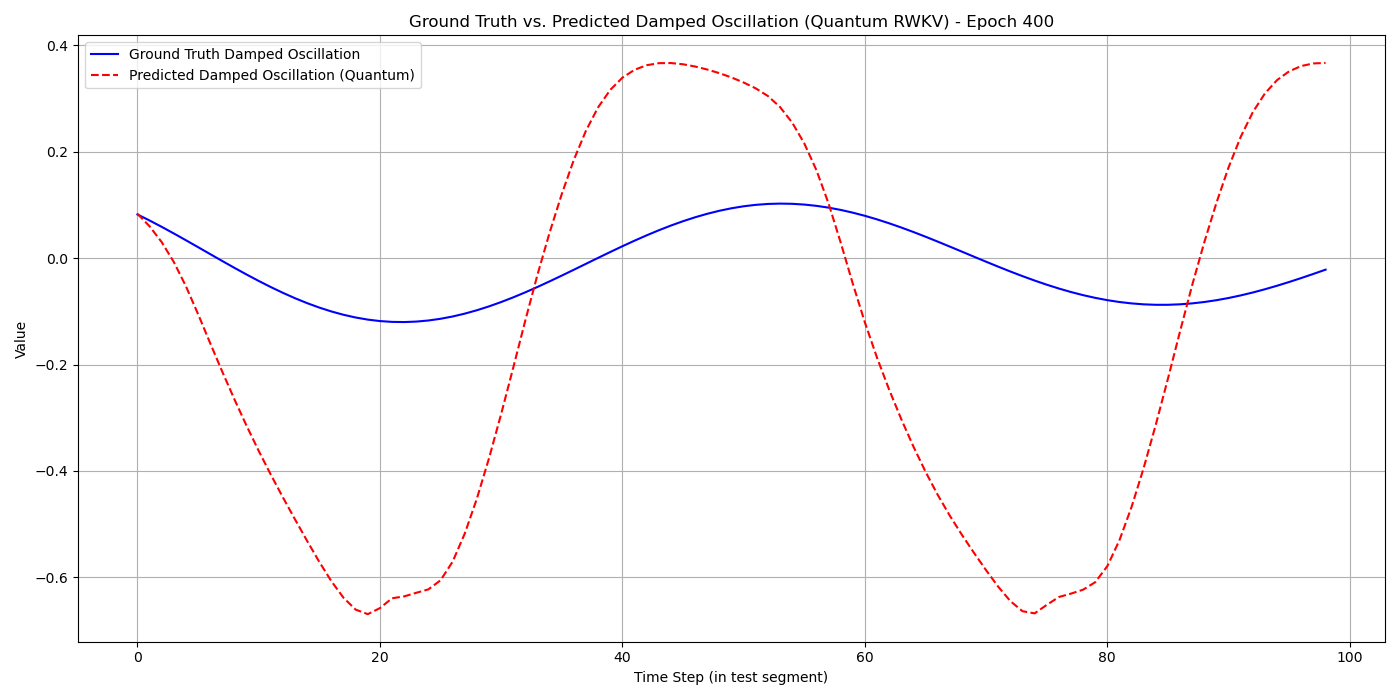 Ground Truth vs. Predicted Damped Oscillation (Quantum RWKV) - Epoch 400
Ground Truth Damped Oscillation
Predicted Damped Oscillation (Quantum)
Value
0.4
0.2
0.0
−0.2
−0.4
−0.6
0 20 40 60 80 100
Time Step (in test segment)